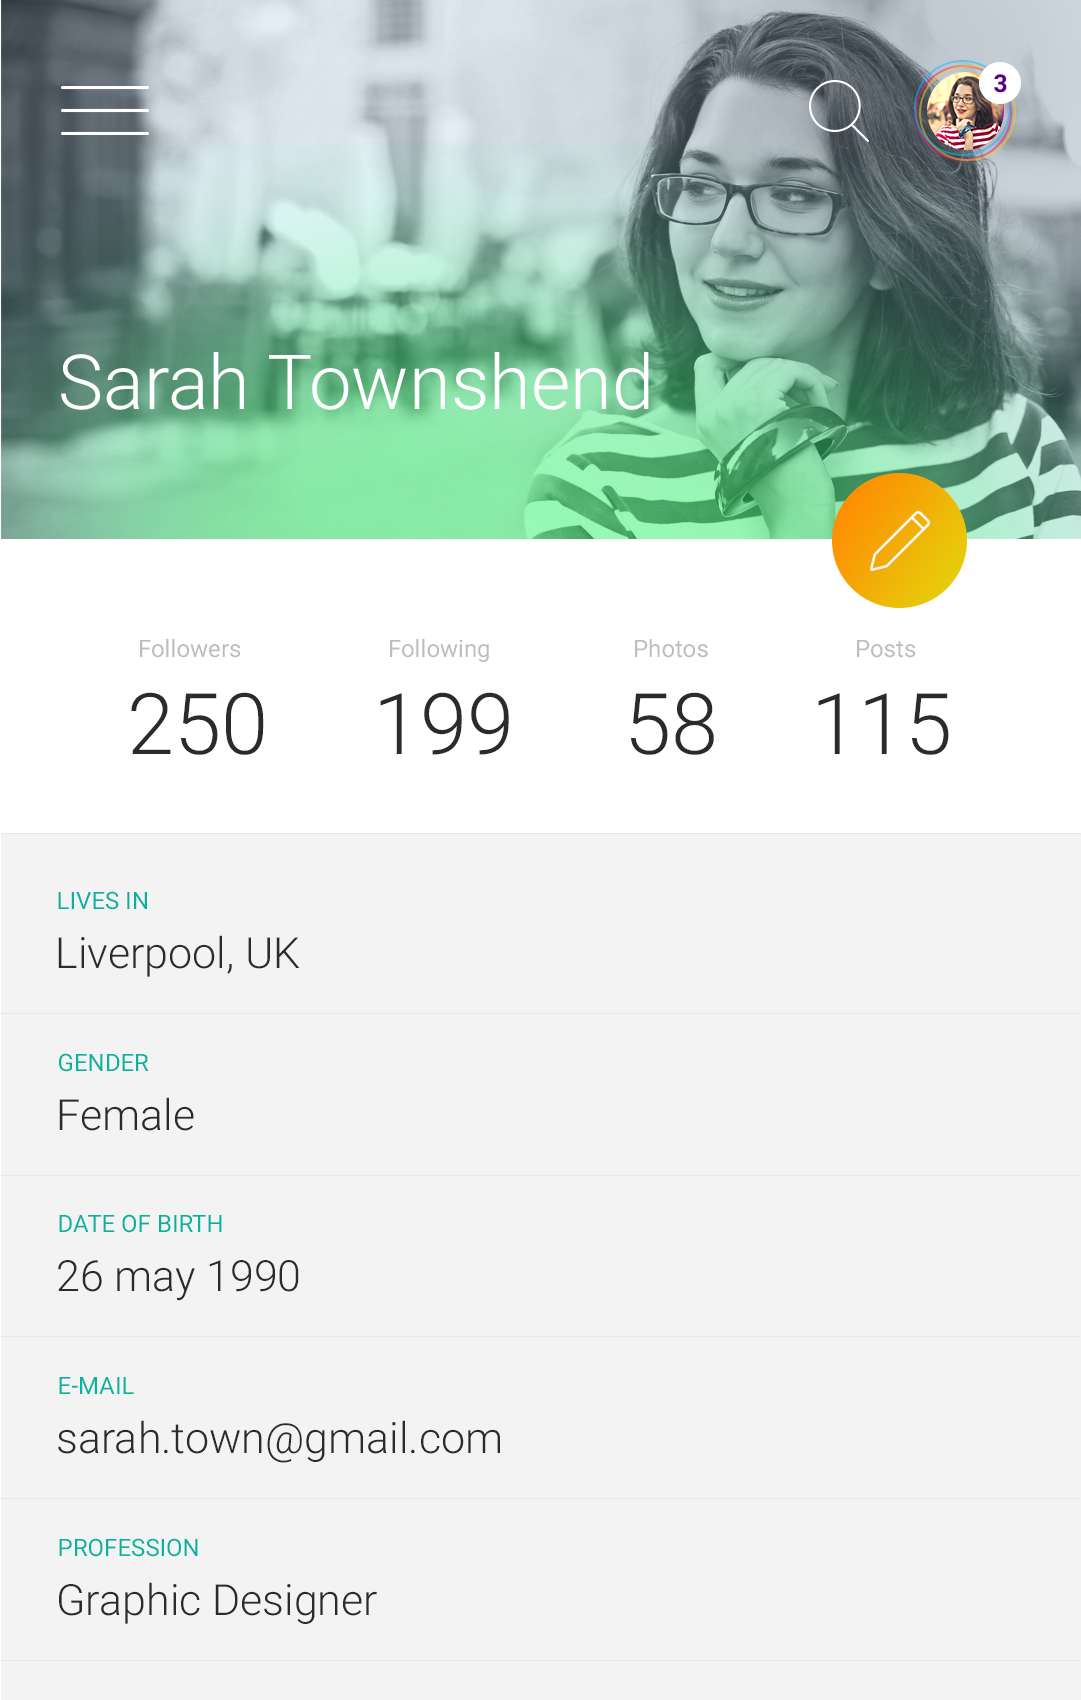 3
Sarah Townshend
Followers Following Photos Posts
250 199 58 115
LIVES IN
Liverpool, UK
GENDER
Female
DATE OF BIRTH
26 may 1990
E-MAIL
sarah.town@gmail.com
PROFESSION
Graphic Designer